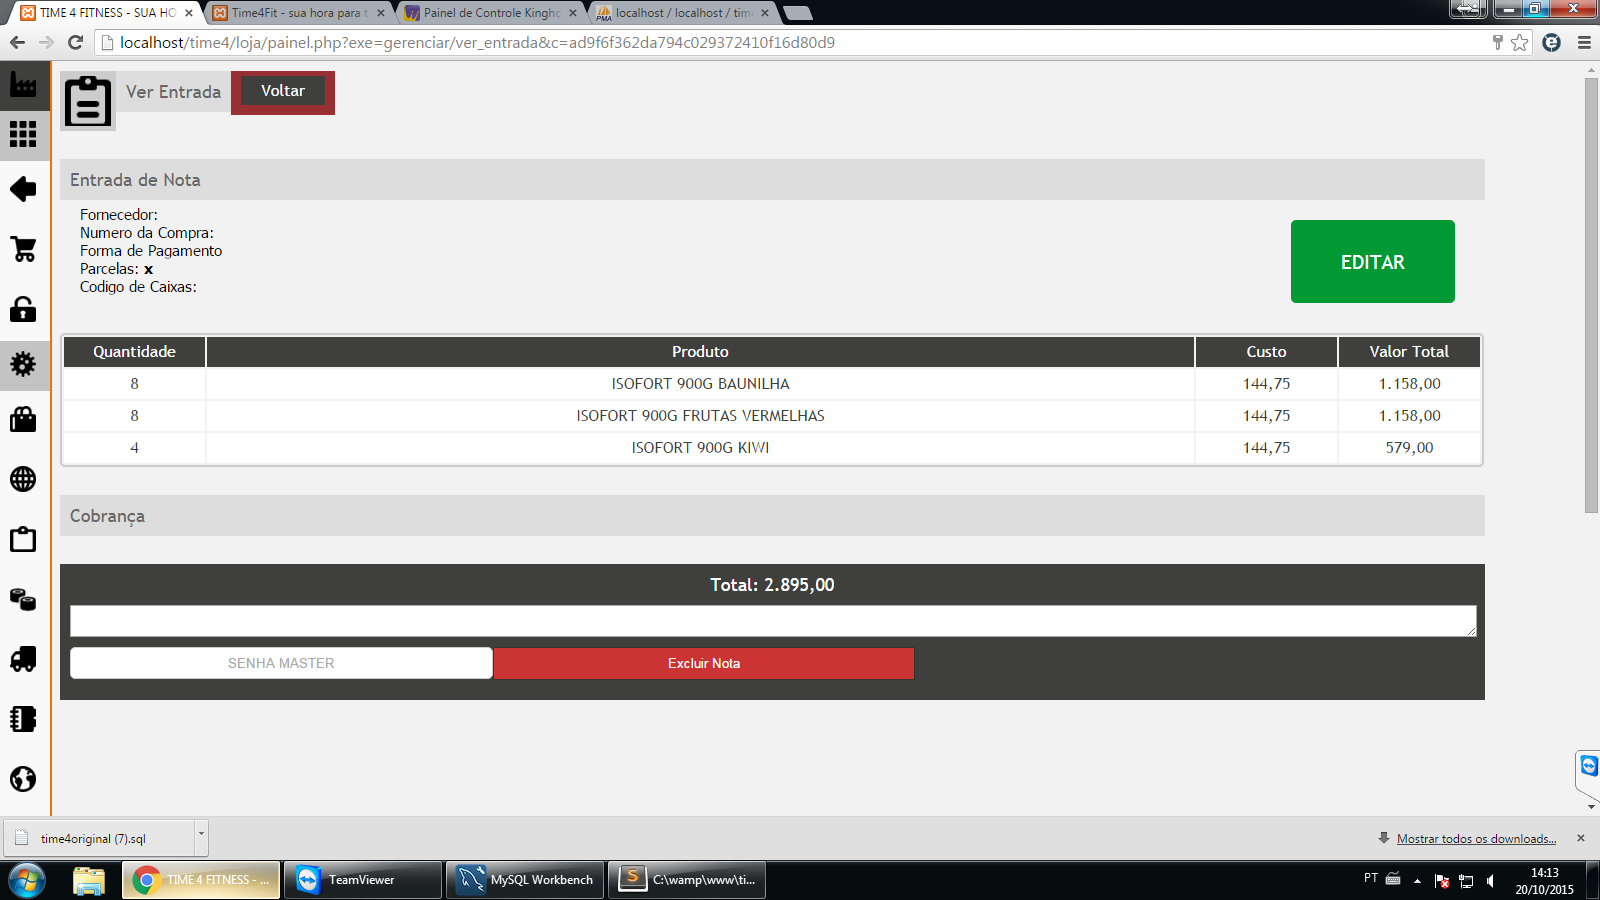 TIME 4 FITNESS - SUA HO
Time4Fit - sua hora para t
Painel de Controle Kingho
localhost / localhost / tim
localhost/time4/loja/painel.php?exe=gerenciar/ver_entrada&c=ad9f6f362da794c029372410f16d80d9
Ver Entrada
Voltar
Entrada de Nota
Fornecedor:
Numero da Compra:
Forma de Pagamento
Parcelas: x
Codigo de Caixas:
EDITAR
Quantidade Produto Custo Valor Total
8 ISOFORT 900G BAUNILHA 144,75 1.158,00
8 ISOFORT 900G FRUTAS VERMELHAS 144,75 1.158,00
4 ISOFORT 900G KIWI 144,75 579,00
Cobrança
Total: 2.895,00
SENHA MASTER
Excluir Nota
time4original (7).sql
Mostrar todos os downloads...
TIME 4 FITNESS - ...
TeamViewer
MySQL Workbench
C:\wamp\www\ti...
PT
14:13
20/10/2015